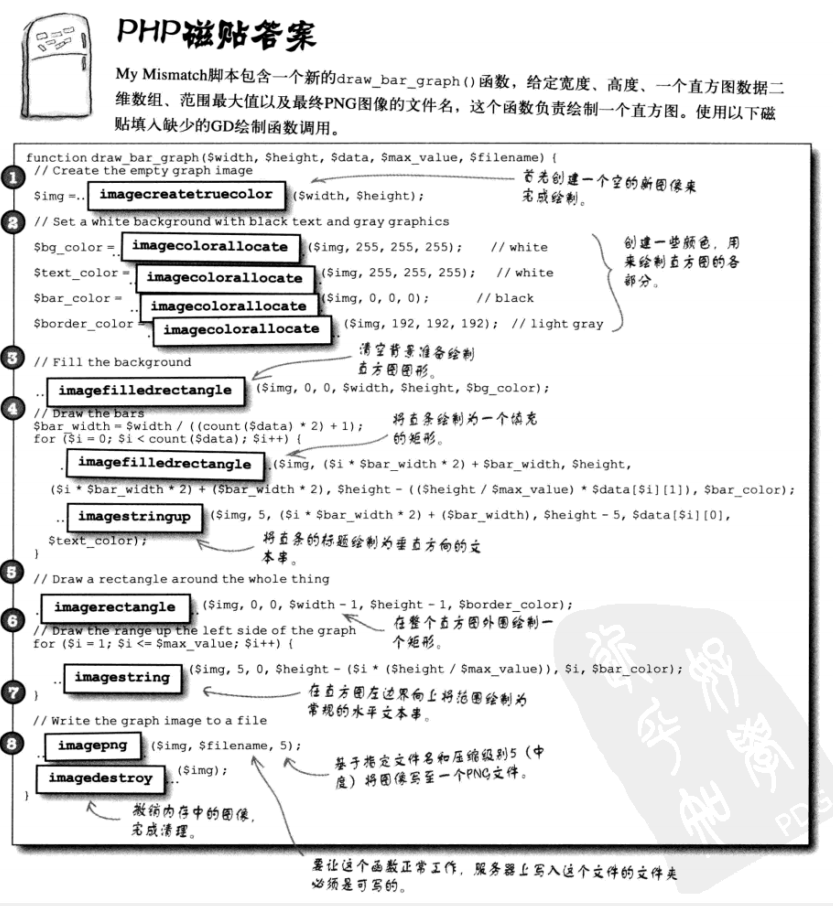 PHP磁贴答案
My Mismatch脚本包含一个新的draw_bar_graph()函数，给定宽度、高度、一个直方图数据二
维数组、范围最大值以及最终PNG图像的文件名，这个函数负责绘制一个直方图。使用以下磁
贴填入缺少的GD绘制函数调用。
function draw_bar_graph($width, $height, $data, $max_value, $filename) {
1 // Create the empty graph image
$img =.. imagecreatetruecolor ($width, $height);
首先创建一个空的新图像来
完成绘制。
2 // Set a white background with black text and gray graphics
$bg_color = imagecolorallocate ($img, 255, 255, 255); // white
$text_color = imagecolorallocate ($img, 255, 255, 255); // white
$bar_color = imagecolorallocate ($img, 0, 0, 0); // black
$border_color = imagecolorallocate ($img, 192, 192, 192); // light gray
创建一些颜色，用
来绘制直方图的各
部分。
3 // Fill the background
清空背景准备绘制
直方图图形。
.. imagefilledrectangle ($img, 0, 0, $width, $height, $bg_color);
4 // Draw the bars
$bar_width = $width / ((count($data) * 2) + 1);
for ($i = 0; $i < count($data); $i++) {
将直条绘制为一个填充
的矩形。
imagefilledrectangle ($img, ($i * $bar_width * 2) + $bar_width, $height,
($i * $bar_width * 2) + ($bar_width * 2), $height - (($height / $max_value) * $data[$i][1]), $bar_color);
.. imagestringup ($img, 5, ($i * $bar_width * 2) + ($bar_width), $height - 5, $data[$i][0],
$text_color);
将直条的标题绘制为垂直方向的文
本串。
}
5 // Draw a rectangle around the whole thing
imagerectangle ($img, 0, 0, $width - 1, $height - 1, $border_color);
在整个直方图外围绘制一
个矩形。
6 // Draw the range up the left side of the graph
for ($i = 1; $i <= $max_value; $i++) {
.. imagestring ($img, 5, 0, $height - ($i * ($height / $max_value)), $i, $bar_color);
7 }
在直方图左边界向上将范围绘制为
常规的水平文本串。
// Write the graph image to a file
8 imagepng ($img, $filename, 5);
基于指定文件名和压缩级别5（中
度）将图像写至一个PNG文件。
imagedestroy ($img);
}
撤销内存中的图像，
完成清理。
要让这个函数正常工作，服务器上写入这个文件的文件夹
必须是可写的。